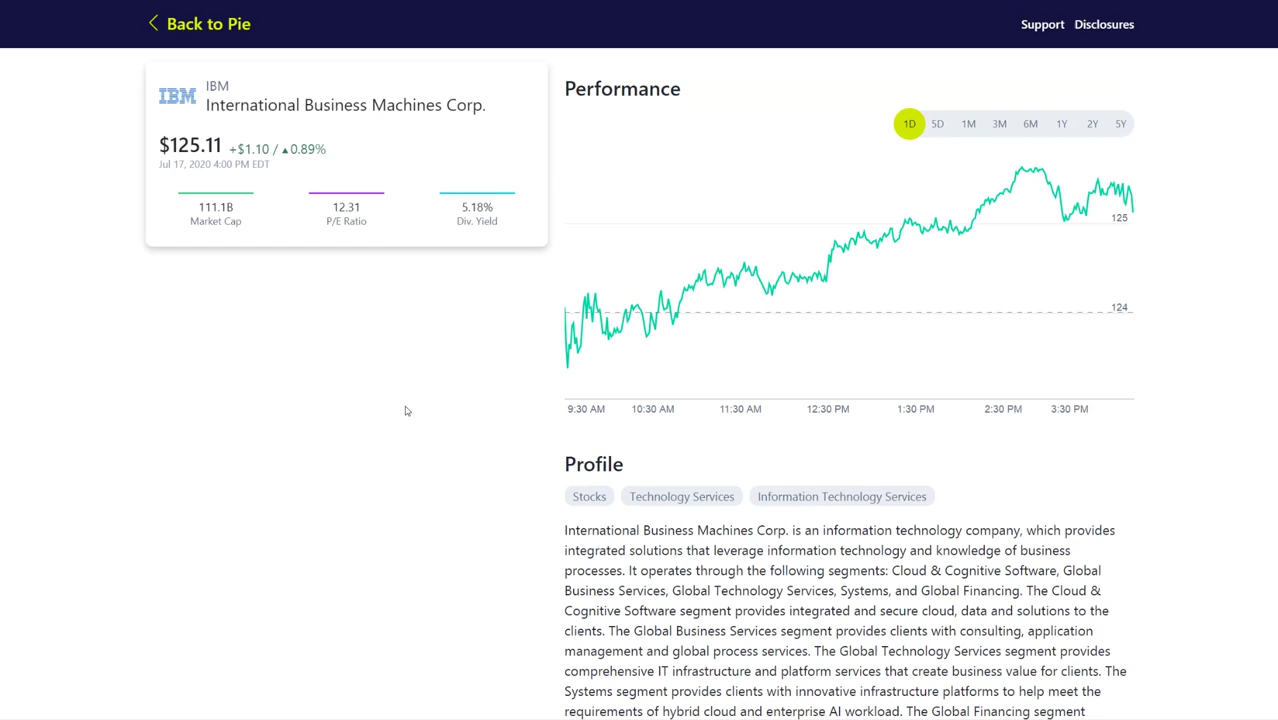 Back to Pie
Support
Disclosures
IBM
IBM
International Business Machines Corp.
$125.11 +$1.10 / ▲0.89%
Jul 17, 2020 4:00 PM EDT
111.1B
Market Cap
12.31
P/E Ratio
5.18%
Div. Yield
Performance
1D 5D 1M 3M 6M 1Y 2Y 5Y
125
124
9:30 AM 10:30 AM 11:30 AM 12:30 PM 1:30 PM 2:30 PM 3:30 PM
Profile
Stocks
Technology Services
Information Technology Services
International Business Machines Corp. is an information technology company, which provides
integrated solutions that leverage information technology and knowledge of business
processes. It operates through the following segments: Cloud & Cognitive Software, Global
Business Services, Global Technology Services, Systems, and Global Financing. The Cloud &
Cognitive Software segment provides integrated and secure cloud, data and solutions to the
clients. The Global Business Services segment provides clients with consulting, application
management and global process services. The Global Technology Services segment provides
comprehensive IT infrastructure and platform services that create business value for clients. The
Systems segment provides clients with innovative infrastructure platforms to help meet the
requirements of hybrid cloud and enterprise AI workload. The Global Financing segment